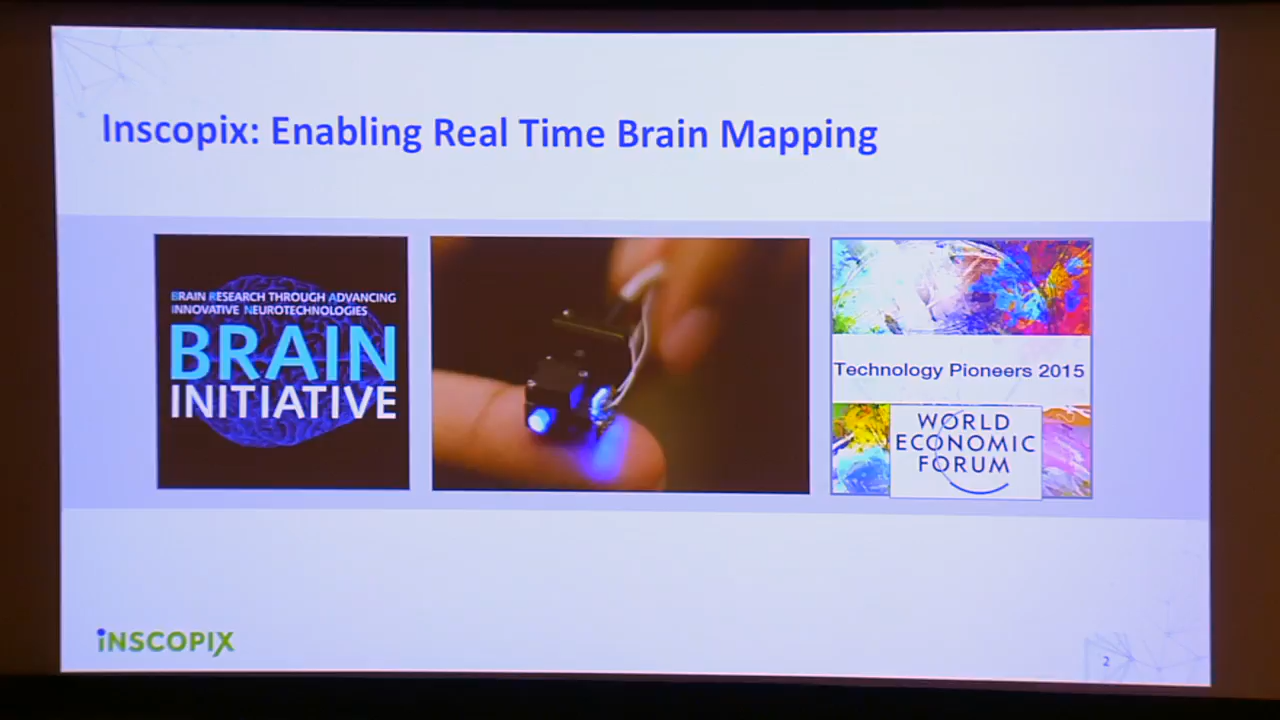 Inscopix: Enabling Real Time Brain Mapping
BRAIN RESEARCH THROUGH ADVANCING
INNOVATIVE NEUROTECHNOLOGIES
BRAIN
INITIATIVE
Technology Pioneers 2015
WORLD
ECONOMIC
FORUM
iNSCOPIX
2